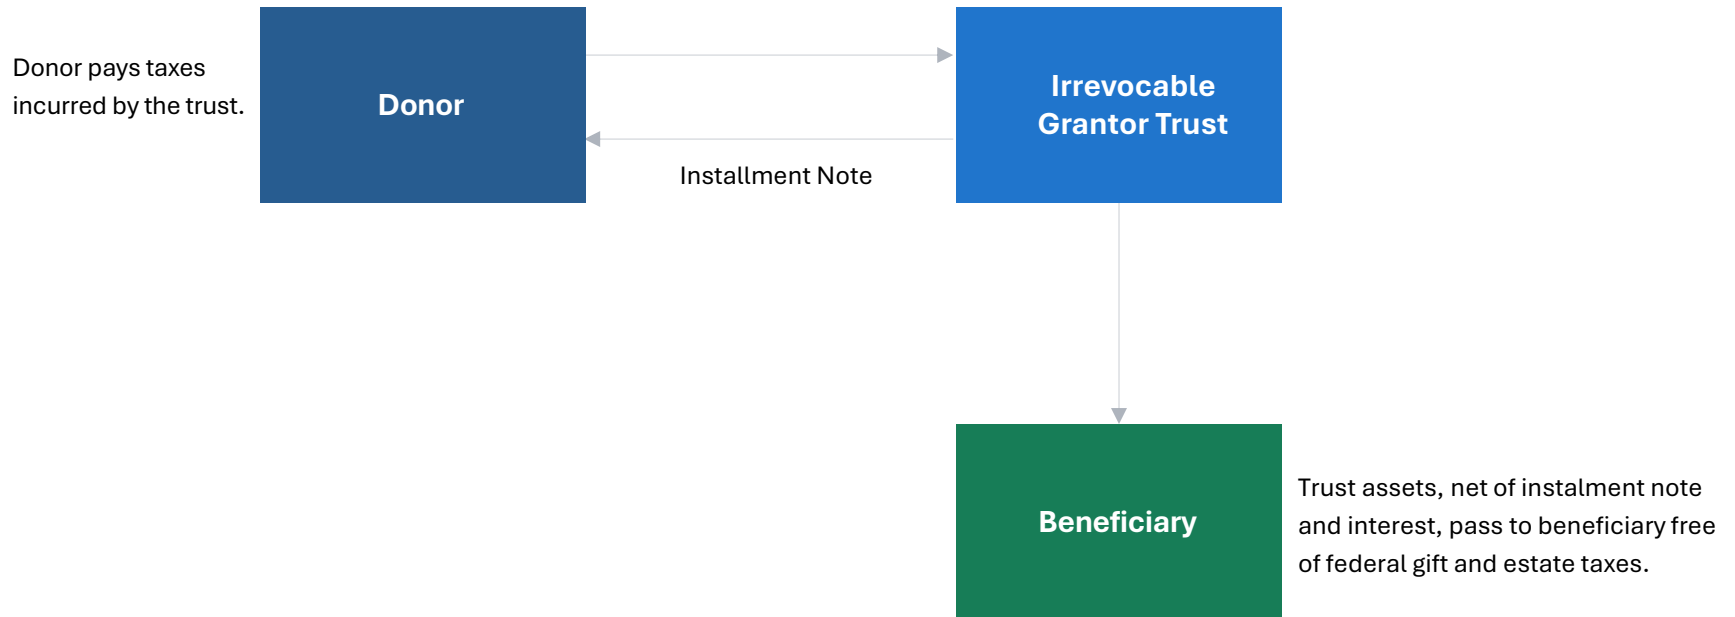 Donor pays taxes
incurred by the trust.
Donor
Irrevocable
Grantor Trust
Installment Note
Beneficiary
Trust assets, net of instalment note
and interest, pass to beneficiary free
of federal gift and estate taxes.